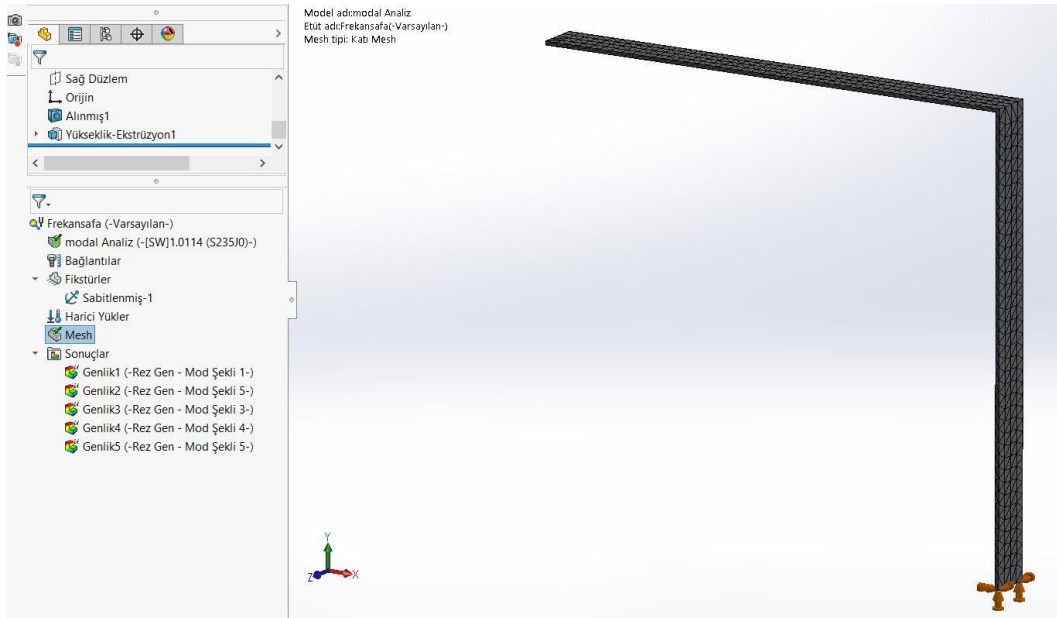 Model adı:modal Analiz
Etüt adı:Frekansafa(-Varsayılan-)
Mesh tipi: Katı Mesh
Sağ Düzlem
Orijin
Alınmış1
Yükseklik-Ekstrüzyon1
Frekansafa (-Varsayılan-)
modal Analiz (-[SW]1.0114 (S235J0)-)
Bağlantılar
Fikstürler
Sabitlenmiş-1
Harici Yükler
Mesh
Sonuçlar
Genlik1 (-Rez Gen - Mod Şekli 1-)
Genlik2 (-Rez Gen - Mod Şekli 5-)
Genlik3 (-Rez Gen - Mod Şekli 3-)
Genlik4 (-Rez Gen - Mod Şekli 4-)
Genlik5 (-Rez Gen - Mod Şekli 5-)
Y
Z
X